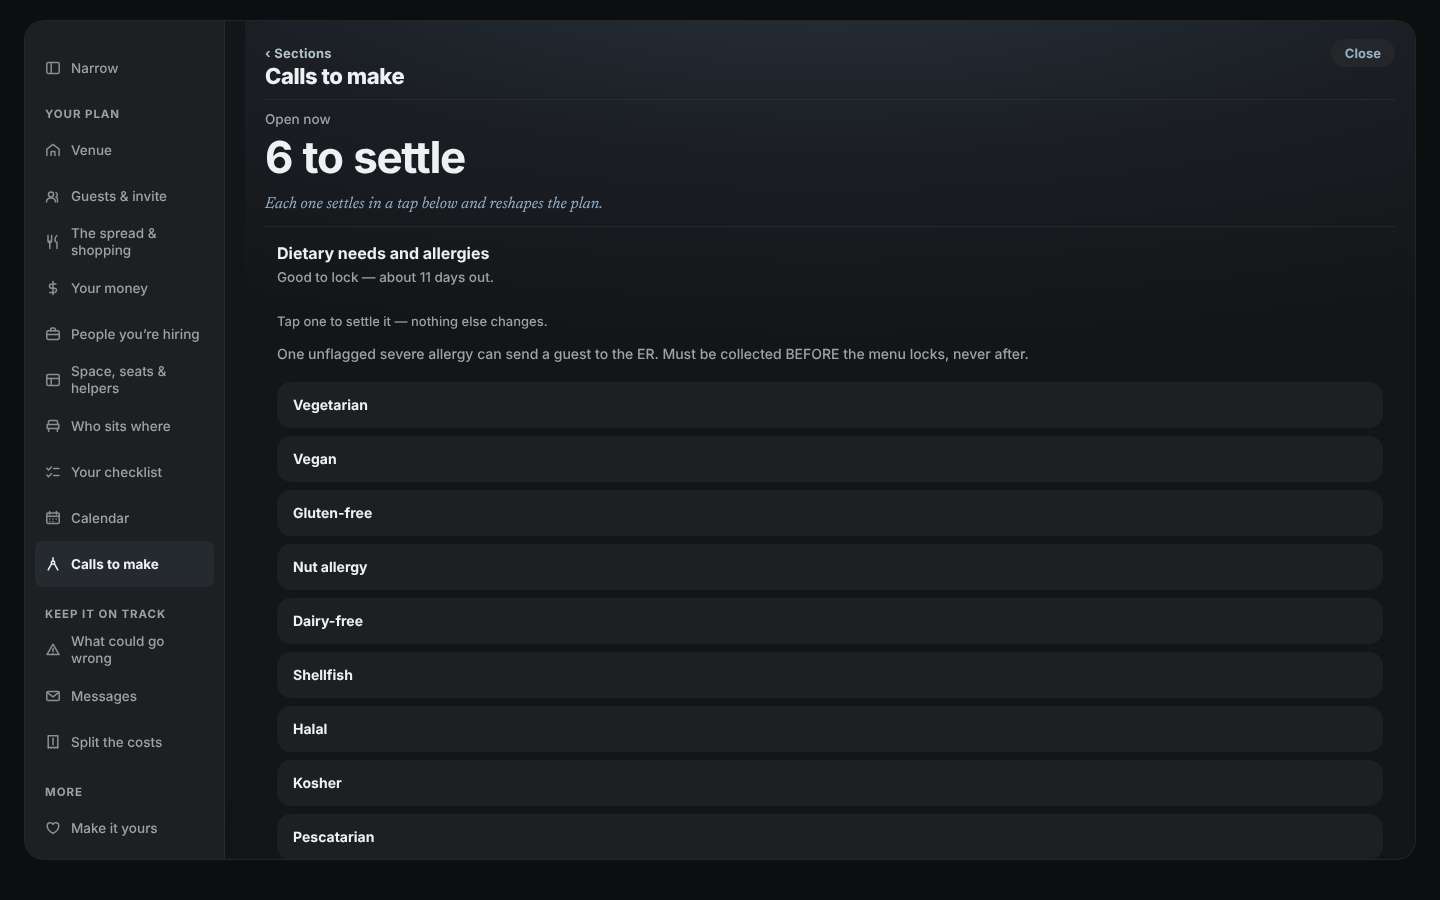 Narrow
YOUR PLAN
Venue
Guests & invite
The spread &
shopping
Your money
People you're hiring
Space, seats &
helpers
Who sits where
Your checklist
Calendar
Calls to make
KEEP IT ON TRACK
What could go
wrong
Messages
Split the costs
MORE
Make it yours
‹ Sections
Close
Calls to make
Open now
6 to settle
Each one settles in a tap below and reshapes the plan.
Dietary needs and allergies
Good to lock — about 11 days out.
Tap one to settle it — nothing else changes.
One unflagged severe allergy can send a guest to the ER. Must be collected BEFORE the menu locks, never after.
Vegetarian
Vegan
Gluten-free
Nut allergy
Dairy-free
Shellfish
Halal
Kosher
Pescatarian